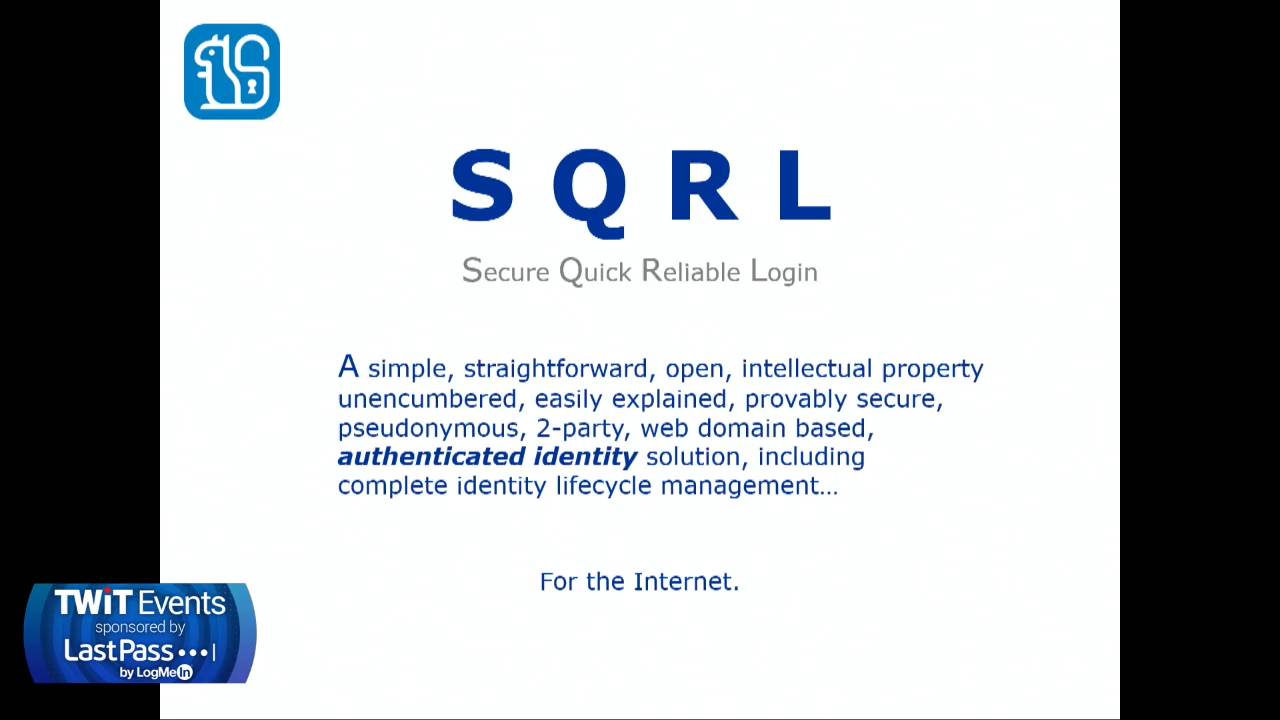 S Q R L
Secure Quick Reliable Login
A simple, straightforward, open, intellectual property
unencumbered, easily explained, provably secure,
pseudonymous, 2-party, web domain based,
authenticated identity solution, including
complete identity lifecycle management…
For the Internet.
TWiT Events
sponsored by
LastPass •••|
by LogMeIn